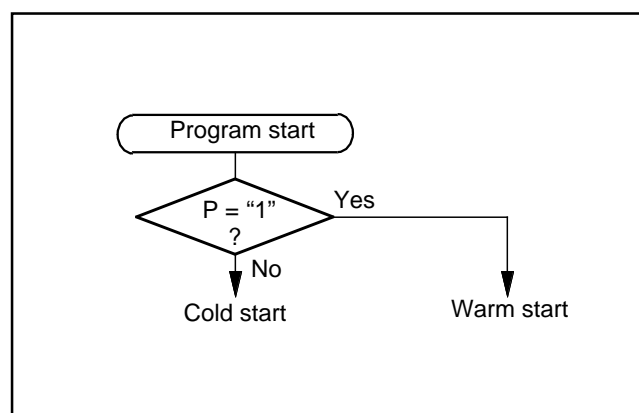 Program start
P = “1”
?
Yes
No
Cold start
Warm start